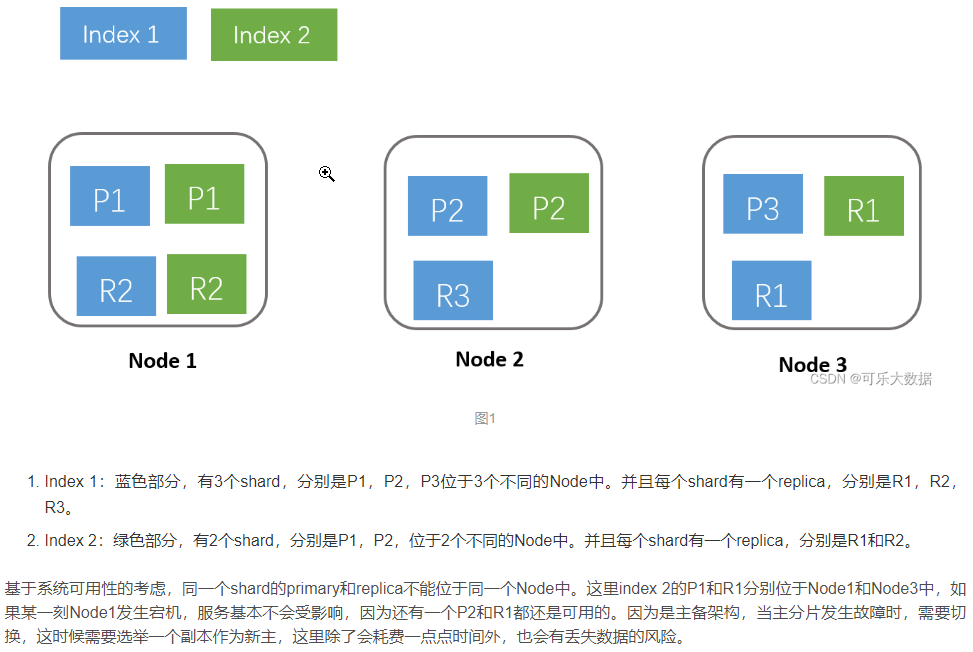 Index 1
Index 2
P1
P1
R2
R2
P2
P2
R3
P3
R1
R1
Node 1
Node 2
Node 3
CSDN @可乐大数据
图1
1. Index 1：蓝色部分，有3个shard，分别是P1，P2，P3位于3个不同的Node中。并且每个shard有一个replica，分别是R1，R2，
R3。
2. Index 2：绿色部分，有2个shard，分别是P1，P2，位于2个不同的Node中。并且每个shard有一个replica，分别是R1和R2。
基于系统可用性的考虑，同一个shard的primary和replica不能位于同一个Node中。这里index 2的P1和R1分别位于Node1和Node3中，如
果某一刻Node1发生宕机，服务基本不会受影响，因为还有一个P2和R1都还是可用的。因为是主备架构，当主分片发生故障时，需要切
换，这时候需要选举一个副本作为新主，这里除了会耗费一点点时间外，也会有丢失数据的风险。